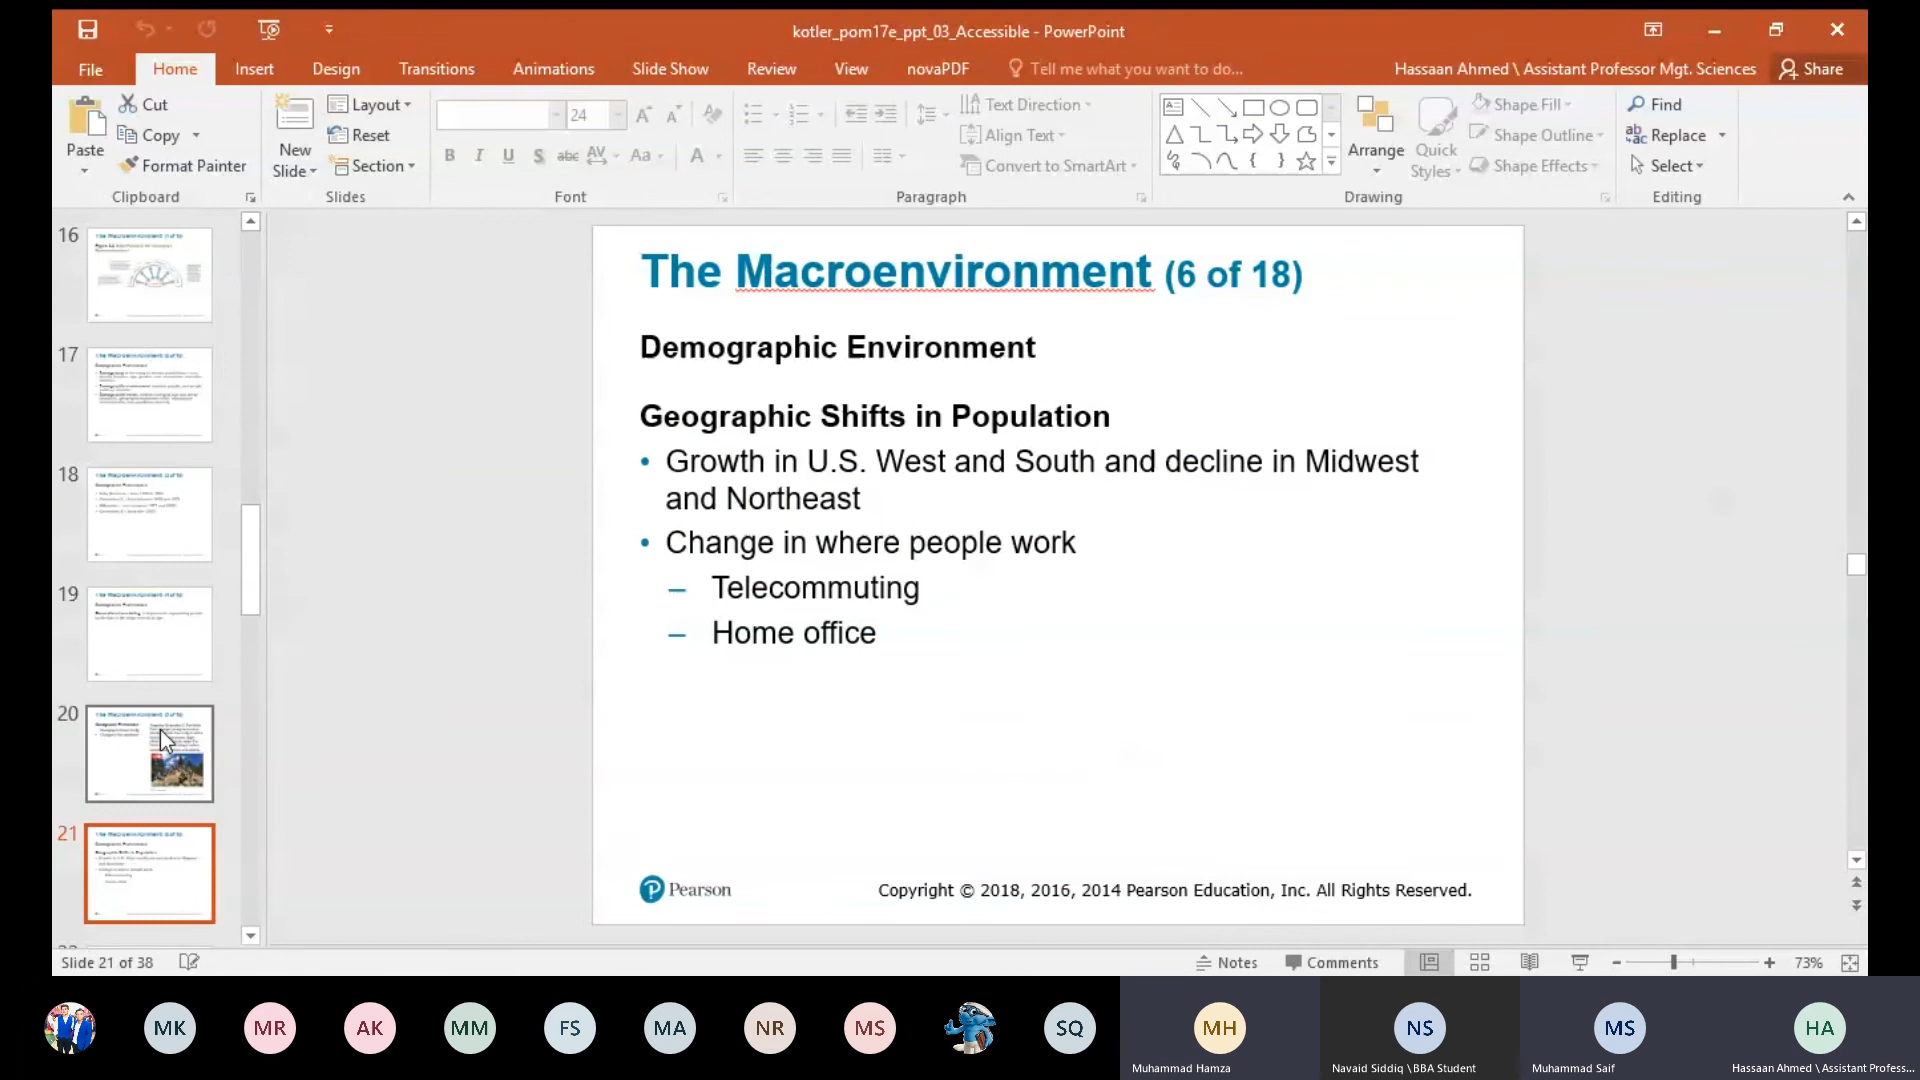 kotler_pom17e_ppt_03_Accessible - PowerPoint
File Home Insert Design Transitions Animations Slide Show Review View novaPDF Tell me what you want to do... Hassaan Ahmed \ Assistant Professor Mgt. Sciences Share
Cut
Copy
Format Painter
Paste
Clipboard
New
Slide
Layout
Reset
Section
Slides
24
B I U S abc AV Aa A
Font
Text Direction
Align Text
Convert to SmartArt
Paragraph
Arrange
Quick
Styles
Shape Fill
Shape Outline
Shape Effects
Drawing
Find
Replace
Select
Editing
16
17
18
19
20
21
The Macroenvironment (6 of 18)
Demographic Environment
Geographic Shifts in Population
• Growth in U.S. West and South and decline in Midwest
and Northeast
• Change in where people work
– Telecommuting
– Home office
Pearson
Copyright © 2018, 2016, 2014 Pearson Education, Inc. All Rights Reserved.
Slide 21 of 38
Notes Comments 73%
MK MR AK MM FS MA NR MS SQ MH NS MS HA
Muhammad Hamza Navaid Siddiq \BBA Student Muhammad Saif Hassaan Ahmed \ Assistant Profess...